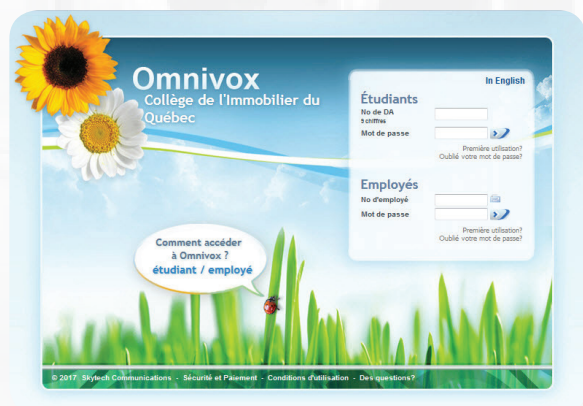 Omnivox
Collège de l'Immobilier du
Québec
In English
Étudiants
No de DA
9 chiffres
Mot de passe
Première utilisation?
Oublié votre mot de passe?
Employés
No d'employé
Mot de passe
Première utilisation?
Oublié votre mot de passe?
Comment accéder
à Omnivox ?
étudiant / employé
© 2017 Skytech Communications - Sécurité et Paiement - Conditions d'utilisation - Des questions?